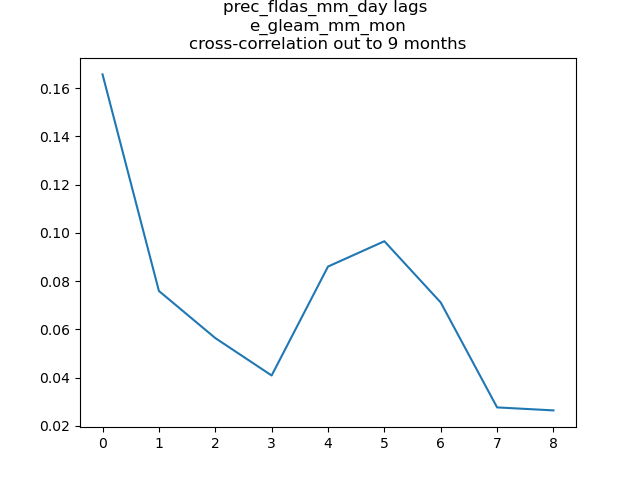 prec_fldas_mm_day lags
e_gleam_mm_mon
cross-correlation out to 9 months
0.16
0.14
0.12
0.10
0.08
0.06
0.04
0.02
0 1 2 3 4 5 6 7 8